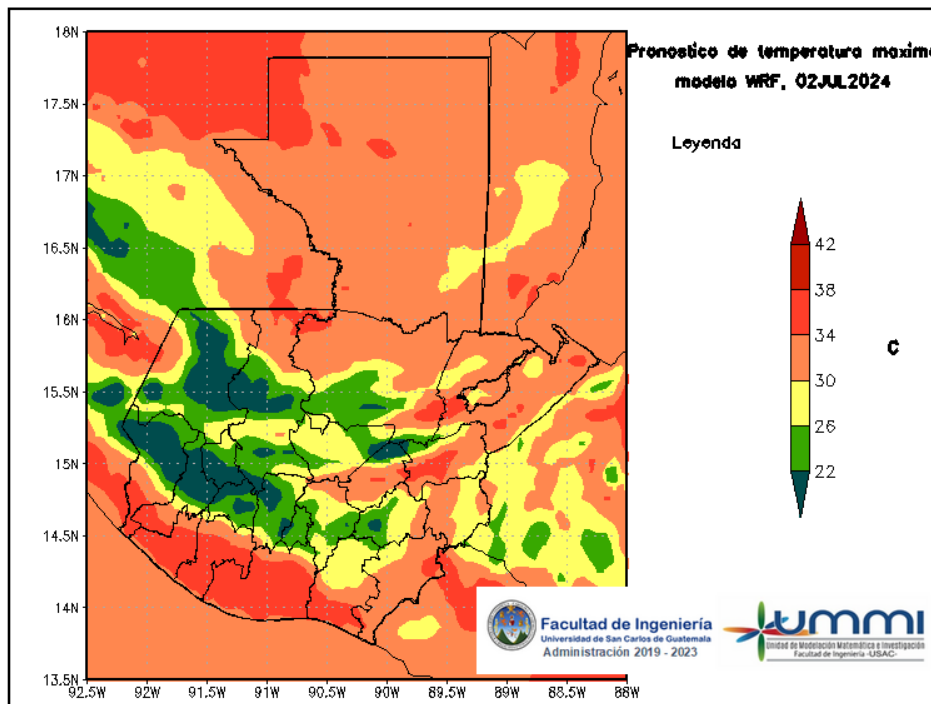 Pronostico de temperatura maxima
modelo WRF, 02JUL2024
Leyenda
18N
17.5N
17N
16.5N
16N
15.5N
15N
14.5N
14N
13.5N
92.5W
92W
91.5W
91W
90.5W
90W
89.5W
89W
88.5W
88W
42
38
34
30
26
22
C
Facultad de Ingeniería
Universidad de San Carlos de Guatemala
Administración 2019 - 2023
ummi
Unidad de Modelación Matemática e Investigación
Facultad de Ingeniería -USAC-